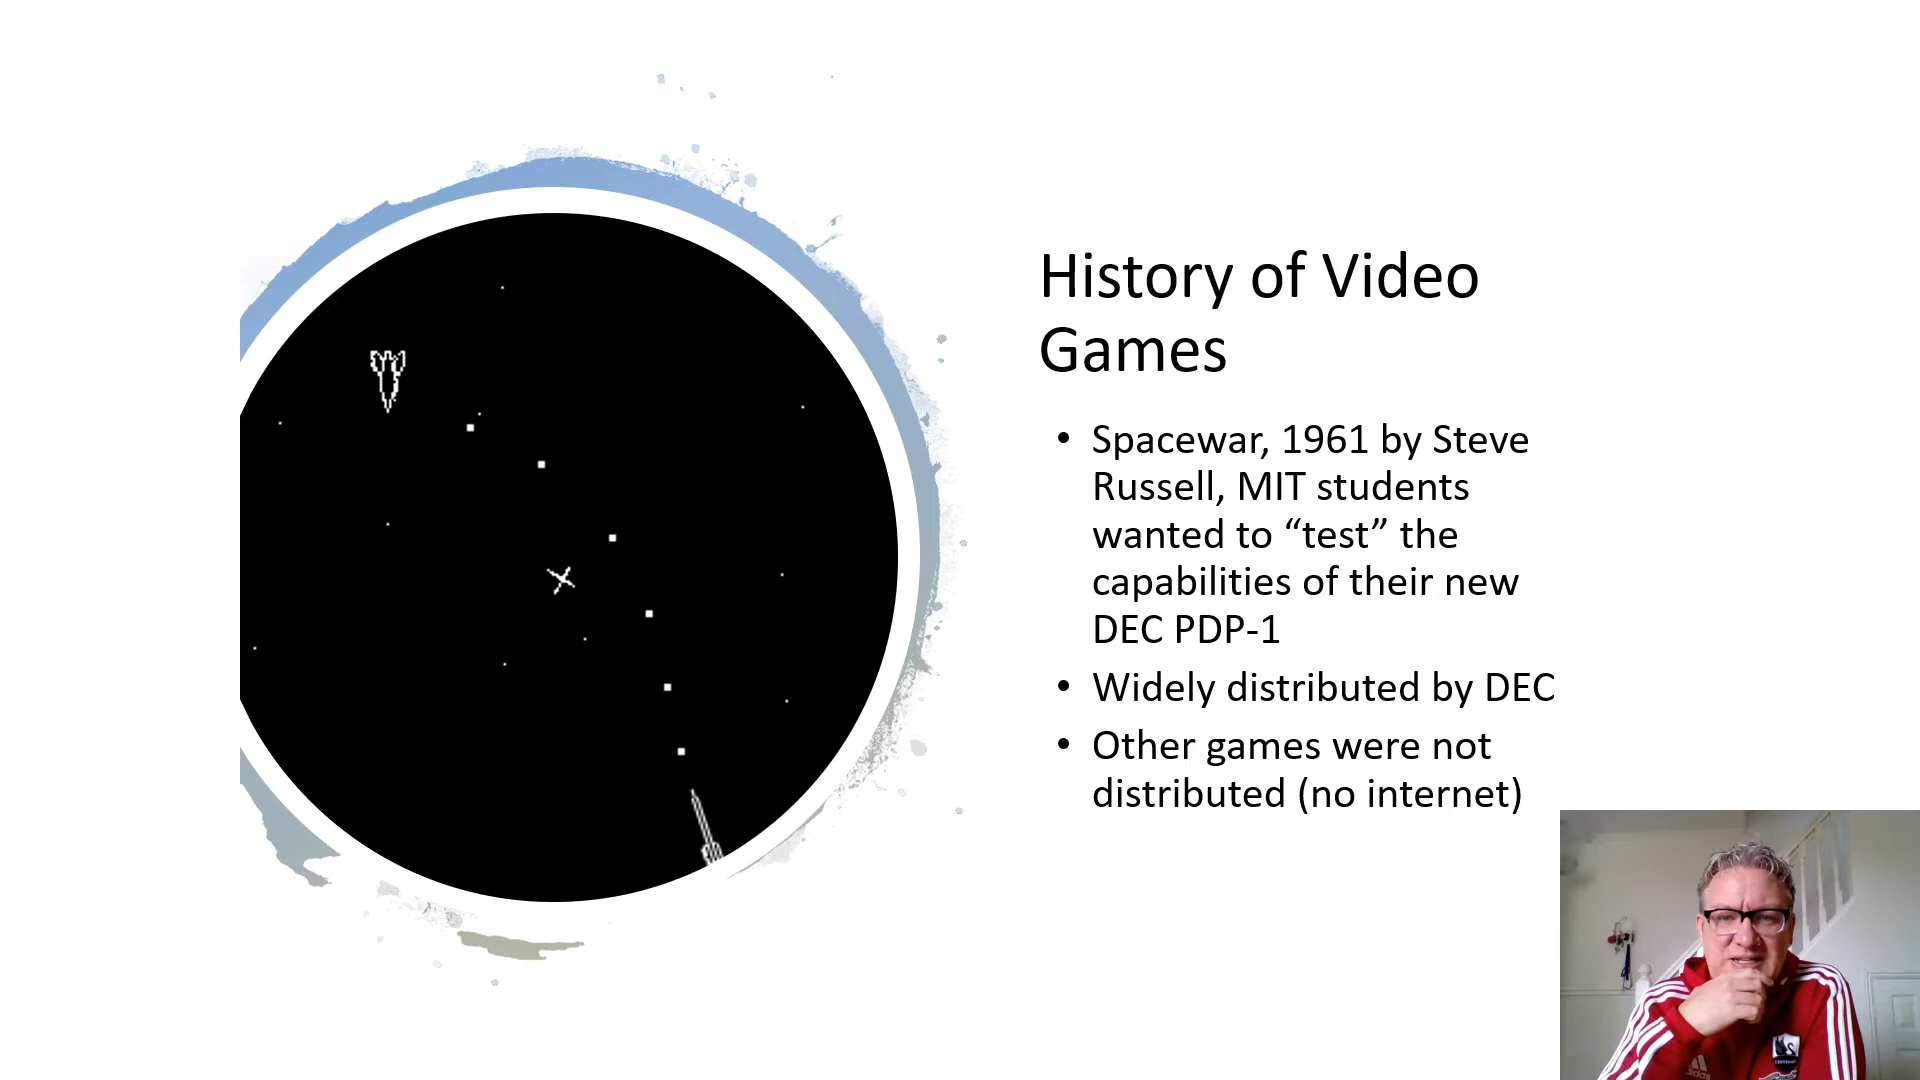 History of Video
Games
• Spacewar, 1961 by Steve
Russell, MIT students
wanted to “test” the
capabilities of their new
DEC PDP-1
• Widely distributed by DEC
• Other games were not
distributed (no internet)
adidas